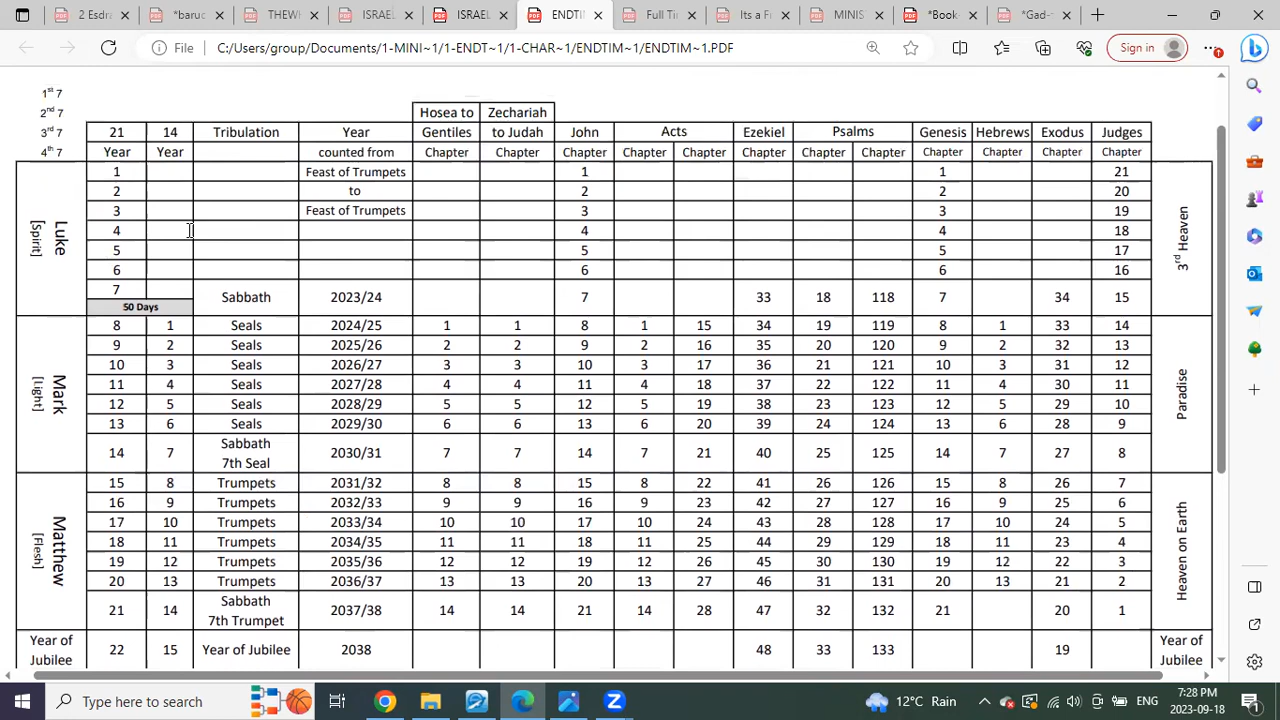 2 Esdra
*baruc
THEWH
ISRAEL
ISRAEL
ENDTIM
Full Tim
Its a Fr
MINIS
*Book-
*Gad-
File
C:/Users/group/Documents/1-MINI~1/1-ENDT~1/1-CHAR~1/ENDTIM~1/ENDTIM~1.PDF
Sign in
1st 7
2nd 7 Hosea to Zechariah
3rd 7 21 14 Tribulation Year Gentiles to Judah John Acts Ezekiel Psalms Genesis Hebrews Exodus Judges
4th 7 Year Year counted from Chapter Chapter Chapter Chapter Chapter Chapter Chapter Chapter Chapter Chapter Chapter Chapter
Luke
[Spirit]
1 Feast of Trumpets 1 1 21
2 to 2 2 20
3 Feast of Trumpets 3 3 19
4 4 4 18
5 5 5 17
6 6 6 16
7 Sabbath 2023/24 7 33 18 118 7 34 15
50 Days
3rd Heaven
Mark
[Light]
8 1 Seals 2024/25 1 1 8 1 15 34 19 119 8 1 33 14
9 2 Seals 2025/26 2 2 9 2 16 35 20 120 9 2 32 13
10 3 Seals 2026/27 3 3 10 3 17 36 21 121 10 3 31 12
11 4 Seals 2027/28 4 4 11 4 18 37 22 122 11 4 30 11
12 5 Seals 2028/29 5 5 12 5 19 38 23 123 12 5 29 10
13 6 Seals 2029/30 6 6 13 6 20 39 24 124 13 6 28 9
14 7 Sabbath 2030/31 7 7 14 7 21 40 25 125 14 7 27 8
7th Seal
Paradise
Matthew
[Flesh]
15 8 Trumpets 2031/32 8 8 15 8 22 41 26 126 15 8 26 7
16 9 Trumpets 2032/33 9 9 16 9 23 42 27 127 16 9 25 6
17 10 Trumpets 2033/34 10 10 17 10 24 43 28 128 17 10 24 5
18 11 Trumpets 2034/35 11 11 18 11 25 44 29 129 18 11 23 4
19 12 Trumpets 2035/36 12 12 19 12 26 45 30 130 19 12 22 3
20 13 Trumpets 2036/37 13 13 20 13 27 46 31 131 20 13 21 2
21 14 Sabbath 2037/38 14 14 21 14 28 47 32 132 21 20 1
7th Trumpet
Heaven on Earth
Year of Year of
Jubilee 22 15 Year of Jubilee 2038 48 33 133 19 Jubilee
Type here to search
12°C Rain
ENG
7:28 PM
2023-09-18